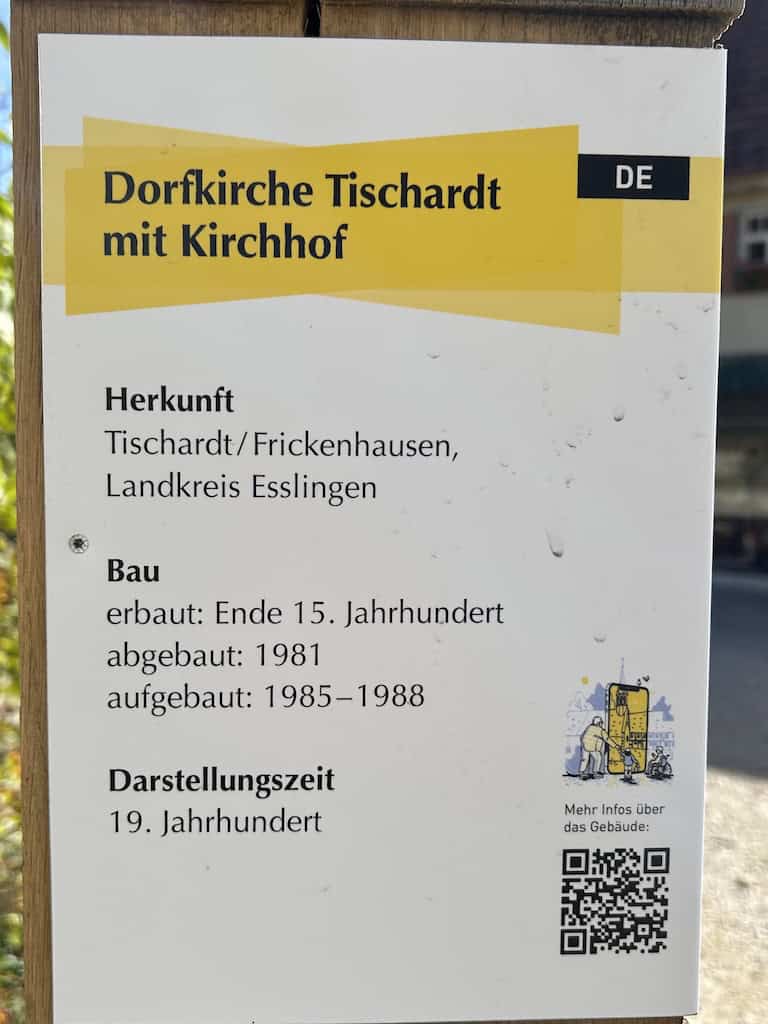 Dorfkirche Tischardt
mit Kirchhof
DE
Herkunft
Tischardt/Frickenhausen,
Landkreis Esslingen
Bau
erbaut: Ende 15. Jahrhundert
abgebaut: 1981
aufgebaut: 1985–1988
Darstellungszeit
19. Jahrhundert
Mehr Infos über
das Gebäude: